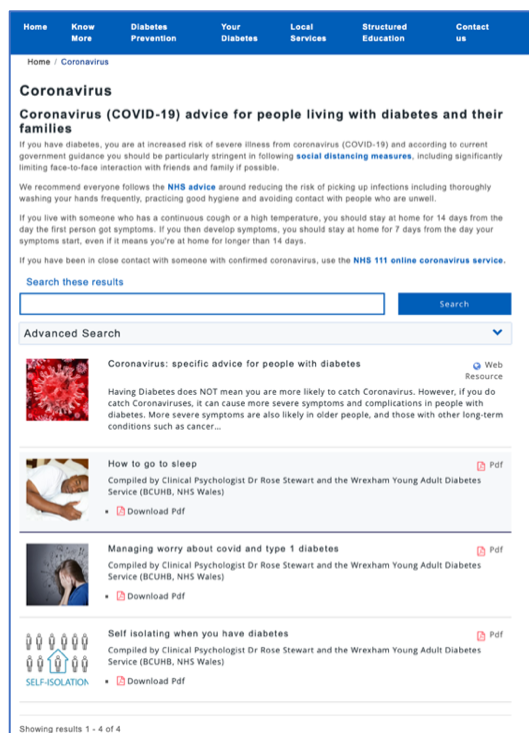 Home Know More Diabetes Prevention Your Diabetes Local Services Structured Education Contact us
Home / Coronavirus
Coronavirus
Coronavirus (COVID-19) advice for people living with diabetes and their
families
If you have diabetes, you are at increased risk of severe illness from coronavirus (COVID-19) and according to current
government guidance you should be particularly stringent in following social distancing measures, including significantly
limiting face-to-face interaction with friends and family if possible.
We recommend everyone follows the NHS advice around reducing the risk of picking up infections including thoroughly
washing your hands frequently, practicing good hygiene and avoiding contact with people who are unwell.
If you live with someone who has a continuous cough or a high temperature, you should stay at home for 14 days from the
day the first person got symptoms. If you then develop symptoms, you should stay at home for 7 days from the day your
symptoms start, even if it means you're at home for longer than 14 days.
If you have been in close contact with someone with confirmed coronavirus, use the NHS 111 online coronavirus service.
Search these results
Search
Advanced Search
Coronavirus: specific advice for people with diabetes
Web
Resource
Having Diabetes does NOT mean you are more likely to catch Coronavirus. However, if you do
catch Coronaviruses, it can cause more severe symptoms and complications in people with
diabetes. More severe symptoms are also likely in older people, and those with other long-term
conditions such as cancer...
How to go to sleep
Pdf
Compiled by Clinical Psychologist Dr Rose Stewart and the Wrexham Young Adult Diabetes
Service (BCUHB, NHS Wales)
• Download Pdf
Managing worry about covid and type 1 diabetes
Pdf
Compiled by Clinical Psychologist Dr Rose Stewart and the Wrexham Young Adult Diabetes
Service (BCUHB, NHS Wales)
• Download Pdf
Self isolating when you have diabetes
Pdf
Compiled by Clinical Psychologist Dr Rose Stewart and the Wrexham Young Adult Diabetes
Service (BCUHB, NHS Wales)
SELF-ISOLATION
• Download Pdf
Showing results 1 - 4 of 4